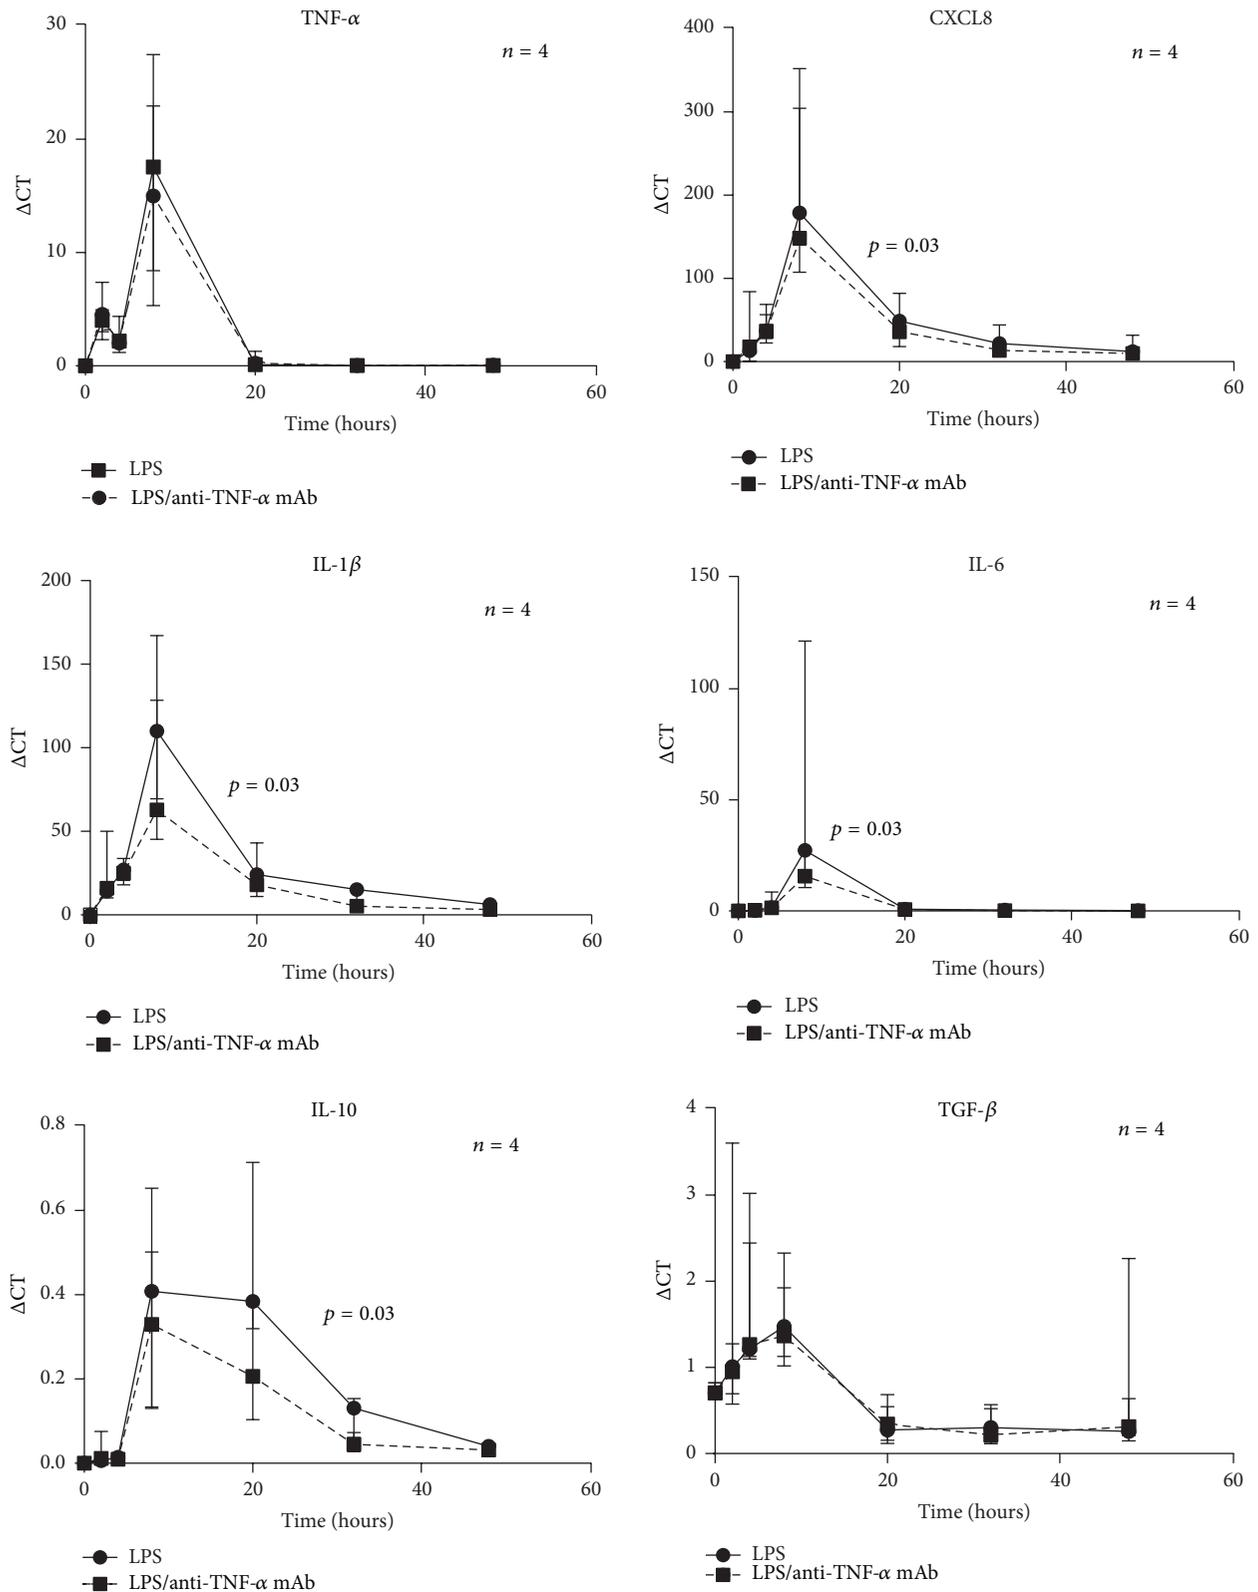 TNF-α
30
20
10
0
ΔCT
n = 4
0 20 40 60
Time (hours)
LPS
LPS/anti-TNF-α mAb
CXCL8
400
300
200
100
0
ΔCT
n = 4
p = 0.03
0 20 40 60
Time (hours)
LPS
LPS/anti-TNF-α mAb
IL-1β
200
150
100
50
0
ΔCT
n = 4
p = 0.03
0 20 40 60
Time (hours)
LPS
LPS/anti-TNF-α mAb
IL-6
150
100
50
0
ΔCT
n = 4
p = 0.03
0 20 40 60
Time (hours)
LPS
LPS/anti-TNF-α mAb
IL-10
0.8
0.6
0.4
0.2
0.0
ΔCT
n = 4
p = 0.03
0 20 40 60
Time (hours)
LPS
LPS/anti-TNF-α mAb
TGF-β
4
3
2
1
0
ΔCT
n = 4
0 20 40 60
Time (hours)
LPS
LPS/anti-TNF-α mAb